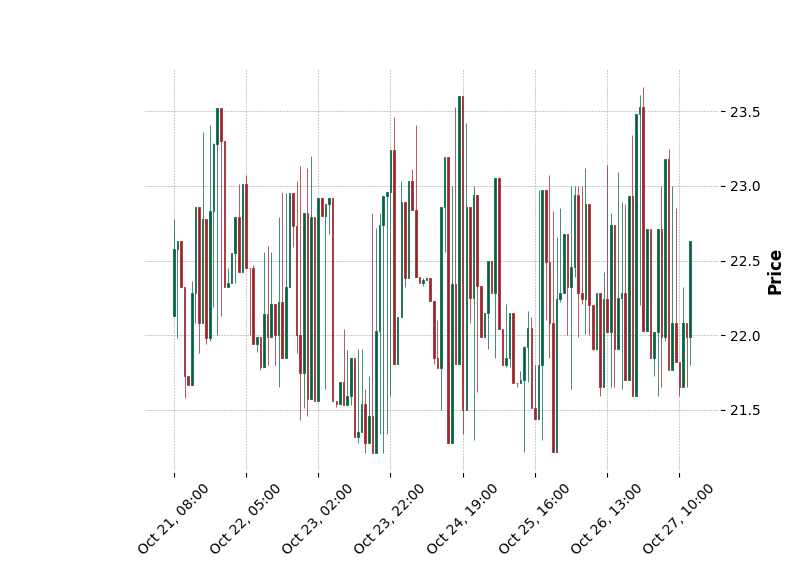 23.5
23.0
22.5
22.0
21.5
Price
Oct 21, 08:00
Oct 22, 05:00
Oct 23, 02:00
Oct 23, 22:00
Oct 24, 19:00
Oct 25, 16:00
Oct 26, 13:00
Oct 27, 10:00